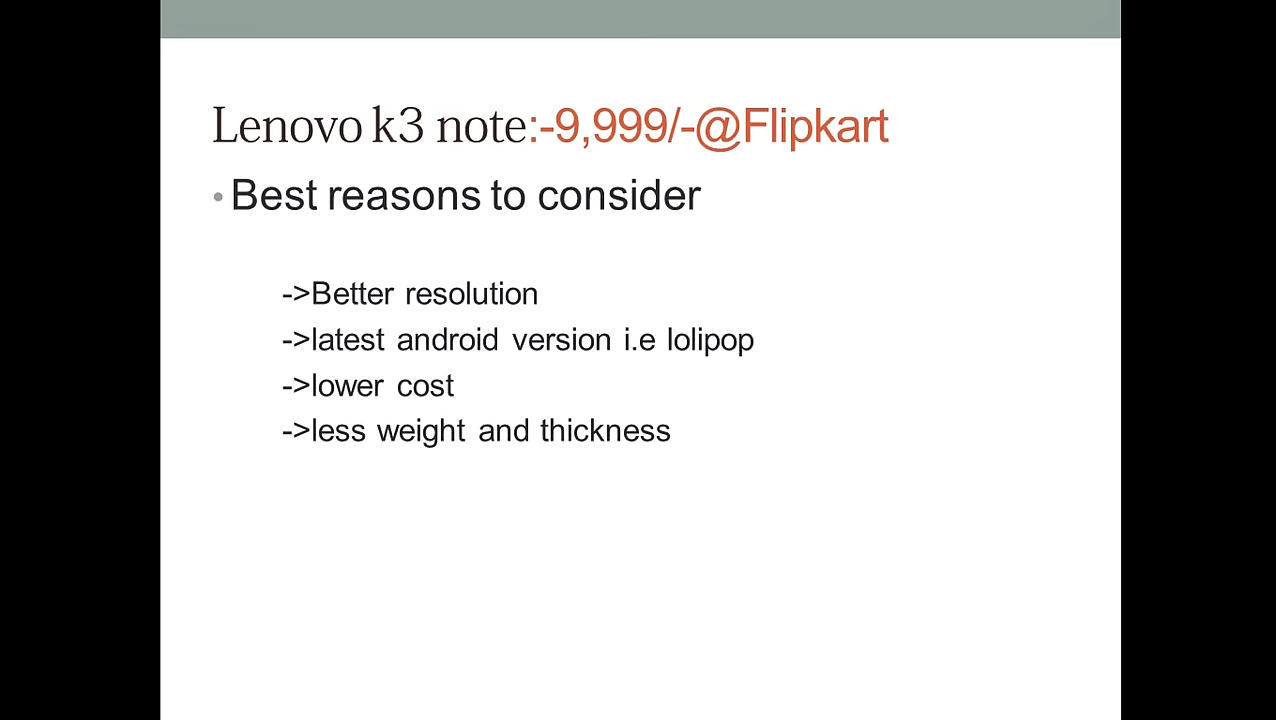 Lenovo k3 note:-9,999/-@Flipkart
• Best reasons to consider
->Better resolution
->latest android version i.e lolipop
->lower cost
->less weight and thickness